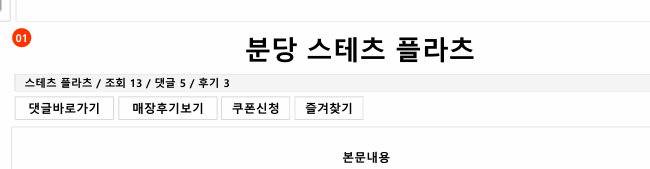 01
분당 스테츠 플라츠
스테츠 플라츠 / 조회 13 / 댓글 5 / 후기 3
댓글바로가기 매장후기보기 쿠폰신청 즐겨찾기
본문내용